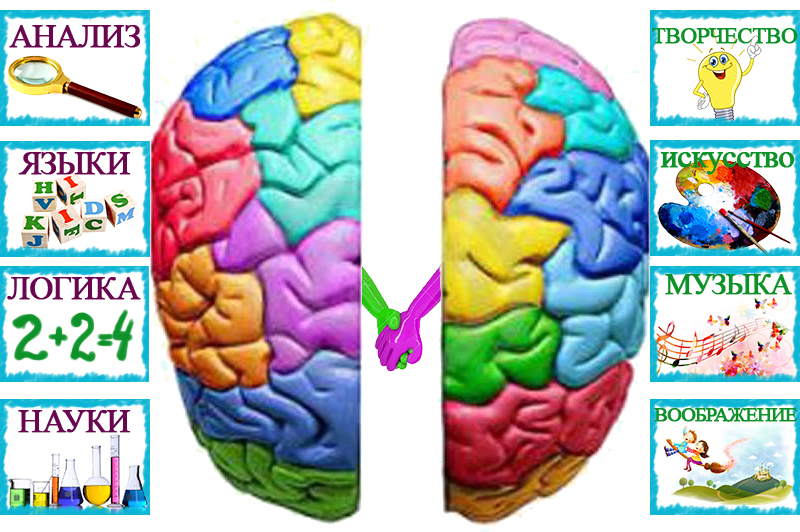 АНАЛИЗ
ЯЗЫКИ
H
I
V
T
K
I
I
D
S
J
E
C
M
ЛОГИКА
2+2=4
НАУКИ
ТВОРЧЕСТВО
ИСКУССТВО
МУЗЫКА
ВООБРАЖЕНИЕ